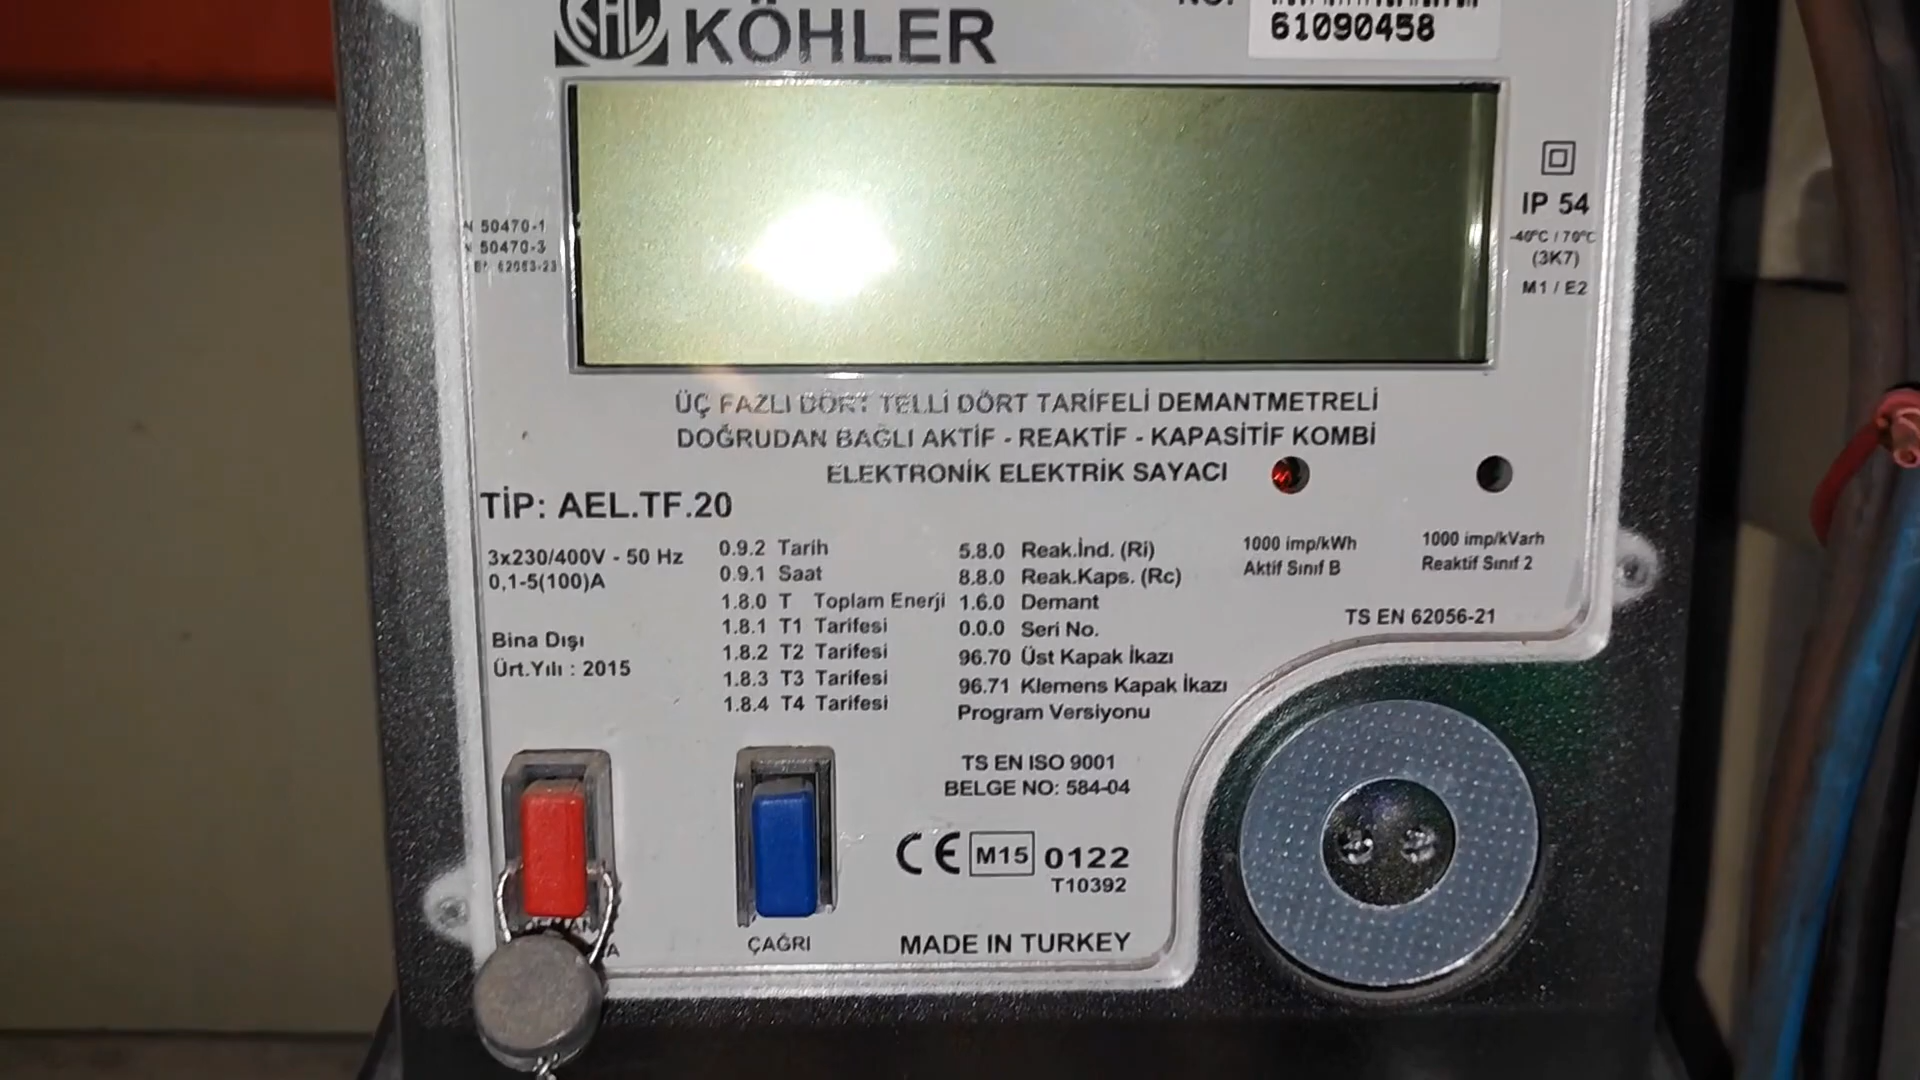 KÖHLER
61090458
50470-1
50470-3
62053-23
IP 54
-40°C / 70°C
(3K7)
M1 / E2
ÜÇ FAZLI DÖRT TELLİ DÖRT TARİFELİ DEMANTMETRELİ
DOĞRUDAN BAĞLI AKTİF - REAKTİF - KAPASİTİF KOMBİ
ELEKTRONİK ELEKTRİK SAYACI
TİP: AEL.TF.20
3x230/400V - 50 Hz
0,1-5(100)A
Bina Dışı
Ürt.Yılı : 2015
0.9.2 Tarih
0.9.1 Saat
1.8.0 T Toplam Enerji
1.8.1 T1 Tarifesi
1.8.2 T2 Tarifesi
1.8.3 T3 Tarifesi
1.8.4 T4 Tarifesi
5.8.0 Reak.İnd. (Ri)
8.8.0 Reak.Kaps. (Rc)
1.6.0 Demant
0.0.0 Seri No.
96.70 Üst Kapak İkazı
96.71 Klemens Kapak İkazı
Program Versiyonu
1000 imp/kWh
Aktif Sınıf B
1000 imp/kVarh
Reaktif Sınıf 2
TS EN 62056-21
TS EN ISO 9001
BELGE NO: 584-04
CE M15 0122
T10392
ÇAĞRI
MADE IN TURKEY